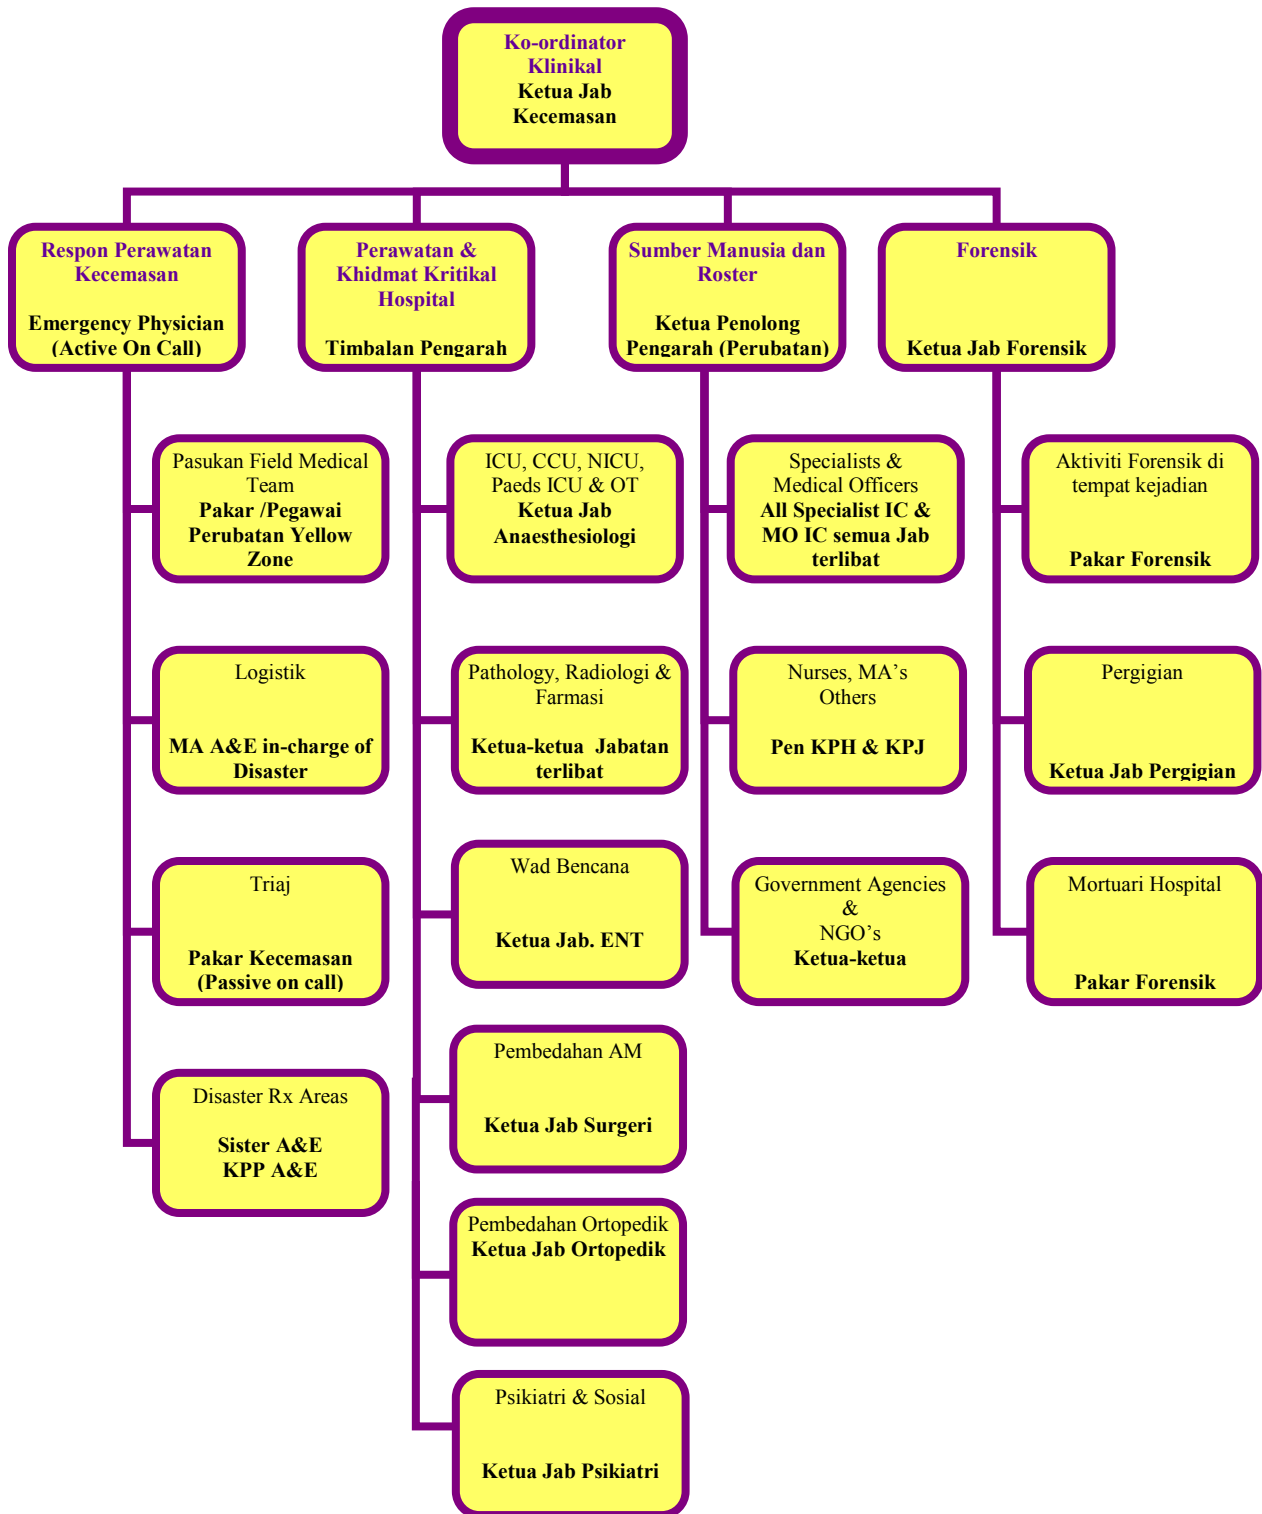 Ko-ordinator
Klinikal
Ketua Jab
Kecemasan
Respon Perawatan
Kecemasan
Emergency Physician
(Active On Call)
Perawatan &
Khidmat Kritikal
Hospital
Timbalan Pengarah
Sumber Manusia dan
Roster
Ketua Penolong
Pengarah (Perubatan)
Forensik
Ketua Jab Forensik
Pasukan Field Medical
Team
Pakar /Pegawai
Perubatan Yellow
Zone
ICU, CCU, NICU,
Paeds ICU & OT
Ketua Jab
Anaesthesiologi
Specialists &
Medical Officers
All Specialist IC &
MO IC semua Jab
terlibat
Aktiviti Forensik di
tempat kejadian
Pakar Forensik
Logistik
MA A&E in-charge of
Disaster
Pathology, Radiologi &
Farmasi
Ketua-ketua Jabatan
terlibat
Nurses, MA’s
Others
Pen KPH & KPJ
Pergigian
Ketua Jab Pergigian
Triaj
Pakar Kecemasan
(Passive on call)
Wad Bencana
Ketua Jab. ENT
Government Agencies
&
NGO’s
Ketua-ketua
Mortuari Hospital
Pakar Forensik
Disaster Rx Areas
Sister A&E
KPP A&E
Pembedahan AM
Ketua Jab Surgeri
Pembedahan Ortopedik
Ketua Jab Ortopedik
Psikiatri & Sosial
Ketua Jab Psikiatri